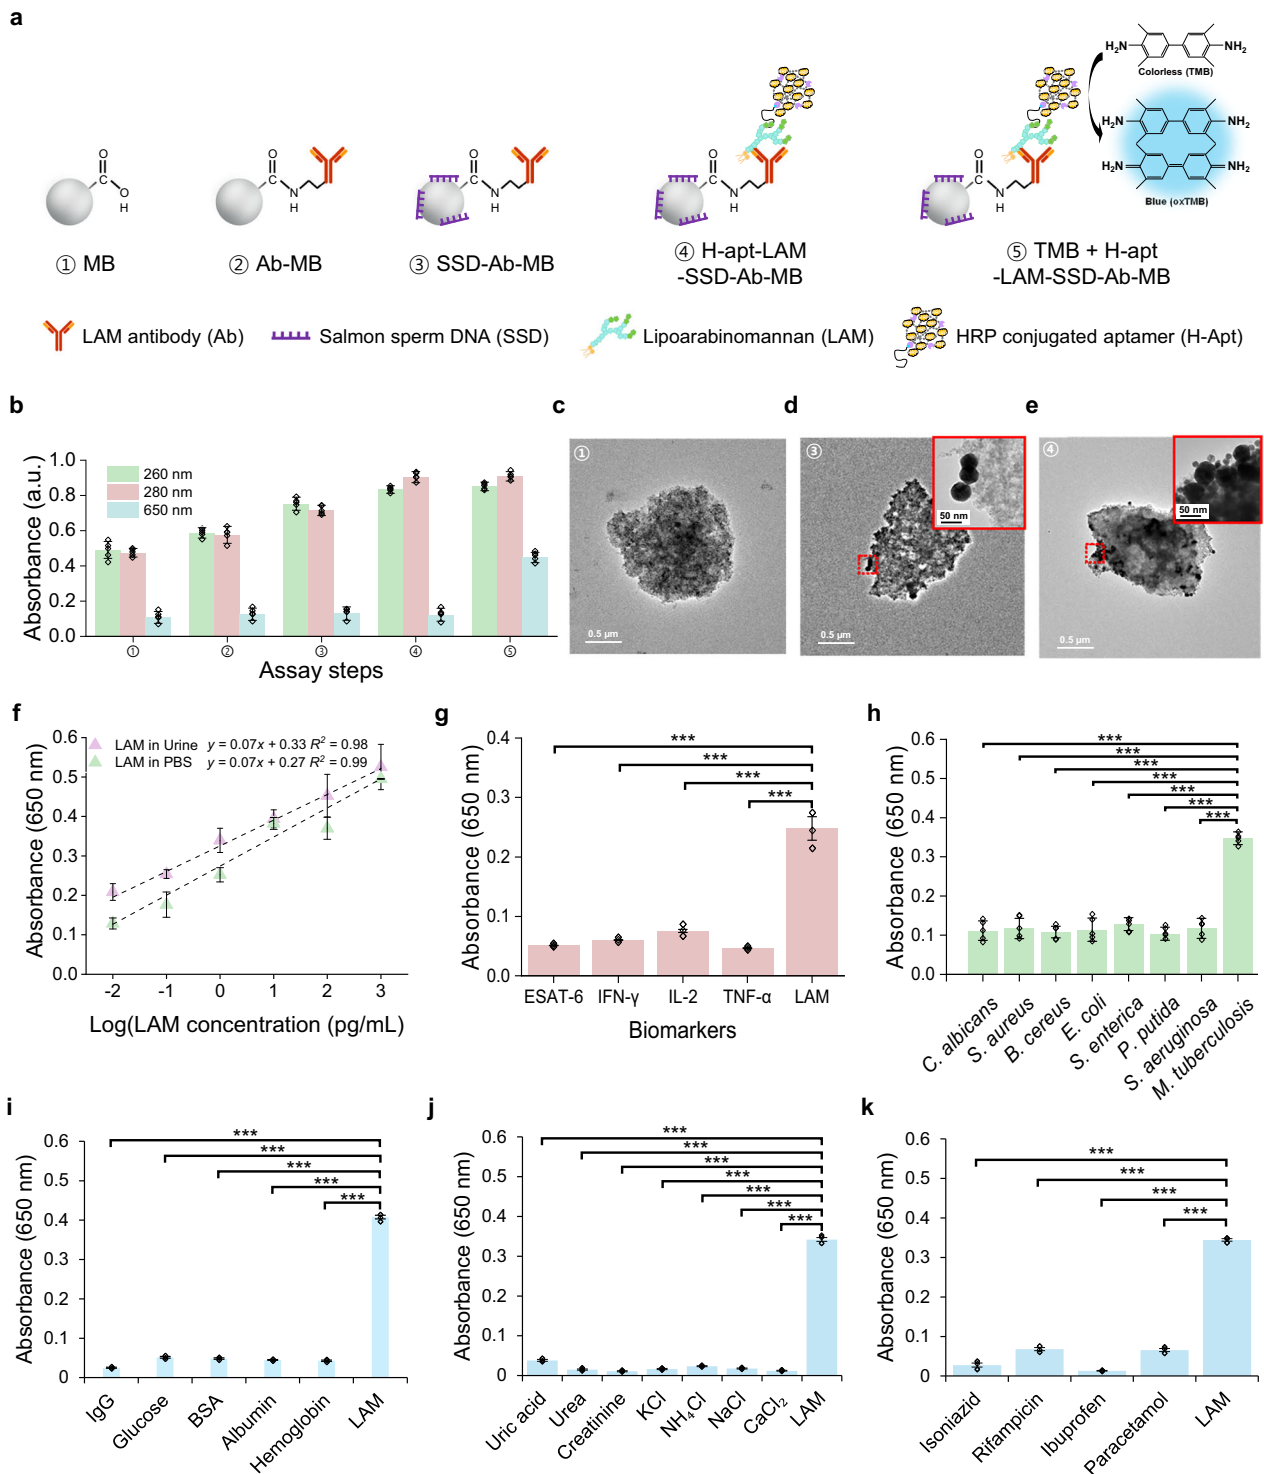 a
H₂N
NH₂
Colorless (TMB)
H₂N
NH₂
H₂N
NH₂
Blue (oxTMB)
O
C
O
H
O
C
N
H
O
C
N
H
O
C
N
H
O
C
N
H
① MB
② Ab-MB
③ SSD-Ab-MB
④ H-apt-LAM
-SSD-Ab-MB
⑤ TMB + H-apt
-LAM-SSD-Ab-MB
LAM antibody (Ab)
Salmon sperm DNA (SSD)
Lipoarabinomannan (LAM)
HRP conjugated aptamer (H-Apt)
b
Absorbance (a.u.)
1.0
0.8
0.6
0.4
0.2
0.0
260 nm
280 nm
650 nm
① ② ③ ④ ⑤
Assay steps
c
①
0.5 µm
d
③
50 nm
0.5 µm
e
④
50 nm
0.5 µm
f
Absorbance (650 nm)
0.6
0.5
0.4
0.3
0.2
0.1
0.0
LAM in Urine y = 0.07x + 0.33 R² = 0.98
LAM in PBS y = 0.07x + 0.27 R² = 0.99
-2 -1 0 1 2 3
Log(LAM concentration (pg/mL)
g
Absorbance (650 nm)
0.4
0.3
0.2
0.1
0
***
***
***
***
ESAT-6 IFN-γ IL-2 TNF-α LAM
Biomarkers
h
Absorbance (650 nm)
0.6
0.5
0.4
0.3
0.2
0.1
0.0
***
***
***
***
***
***
***
C. albicans
S. aureus
B. cereus
E. coli
S. enterica
P. putida
S. aeruginosa
M. tuberculosis
i
Absorbance (650 nm)
0.6
0.5
0.4
0.3
0.2
0.1
0
***
***
***
***
***
IgG
Glucose
BSA
Albumin
Hemoglobin
LAM
j
Absorbance (650 nm)
0.6
0.5
0.4
0.3
0.2
0.1
0
***
***
***
***
***
***
***
Uric acid
Urea
Creatinine
KCl
NH₄Cl
NaCl
CaCl₂
LAM
k
Absorbance (650 nm)
0.6
0.5
0.4
0.3
0.2
0.1
0
***
***
***
***
Isoniazid
Rifampicin
Ibuprofen
Paracetamol
LAM